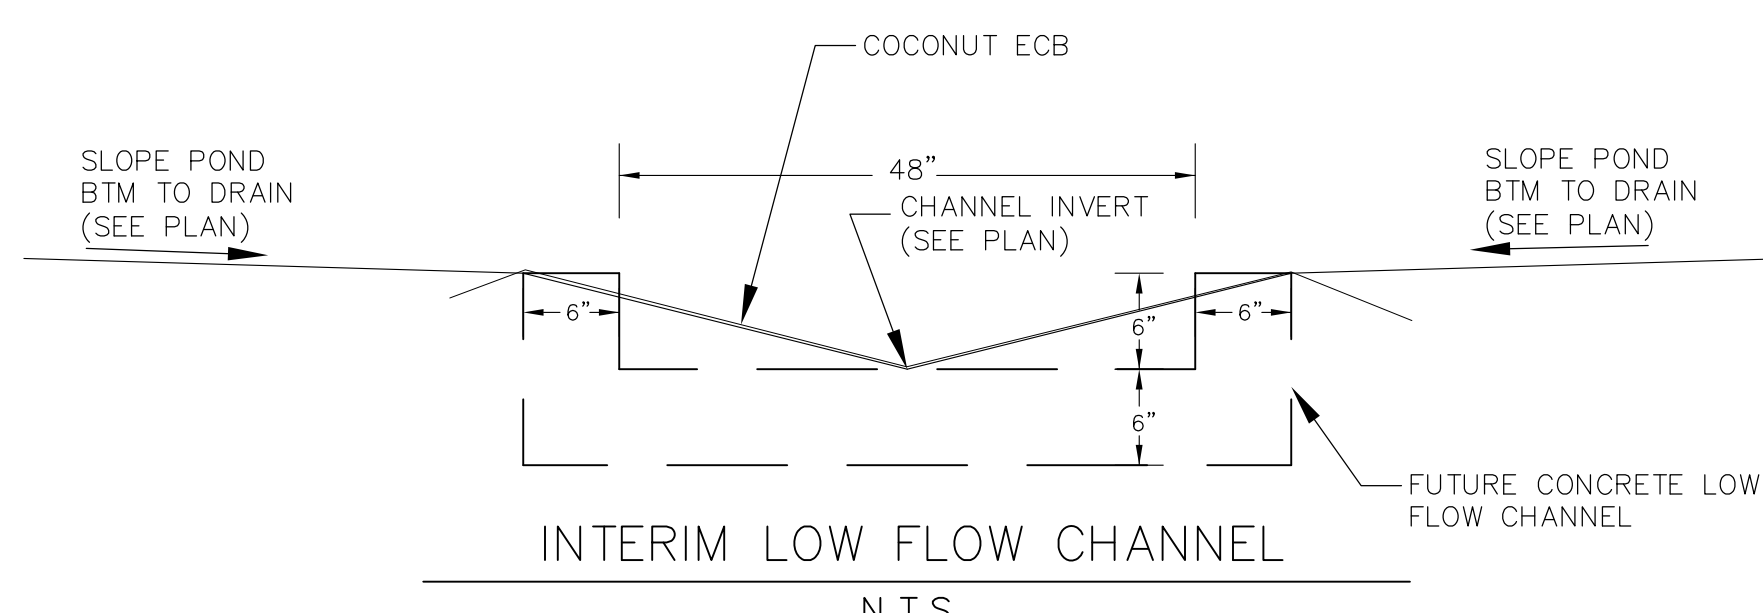 COCONUT ECB
SLOPE POND
BTM TO DRAIN
(SEE PLAN)
48"
CHANNEL INVERT
(SEE PLAN)
SLOPE POND
BTM TO DRAIN
(SEE PLAN)
6"
6"
6"
6"
FUTURE CONCRETE LOW
FLOW CHANNEL
INTERIM LOW FLOW CHANNEL
N.T.S.